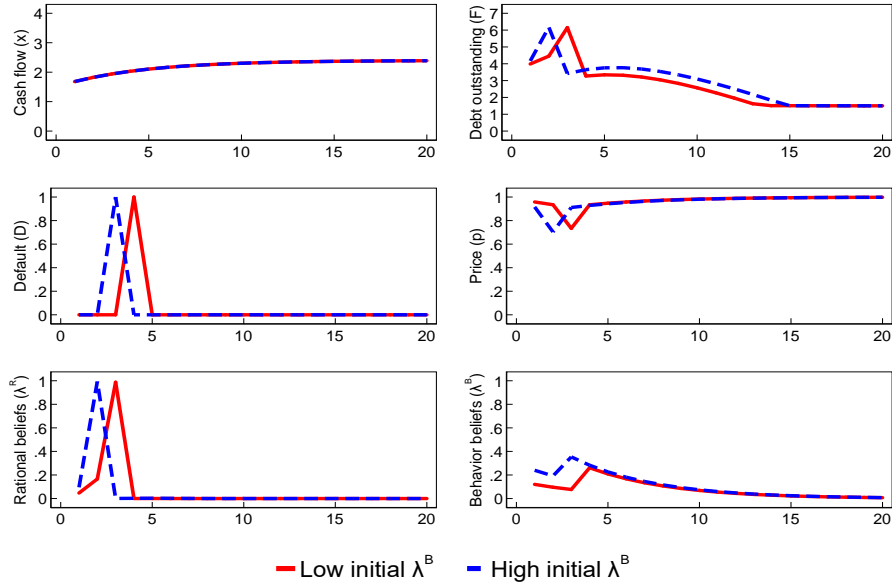 Cash flow (x)
4
3
2
1
0
0 5 10 15 20
Debt outstanding (F)
7
6
5
4
3
2
1
0
0 5 10 15 20
Default (D)
1
.8
.6
.4
.2
0
0 5 10 15 20
Price (p)
1
.8
.6
.4
.2
0
0 5 10 15 20
Rational beliefs (λᴿ)
1
.8
.6
.4
.2
0
0 5 10 15 20
Behavior beliefs (λᴮ)
1
.8
.6
.4
.2
0
0 5 10 15 20
Low initial λᴮ High initial λᴮ